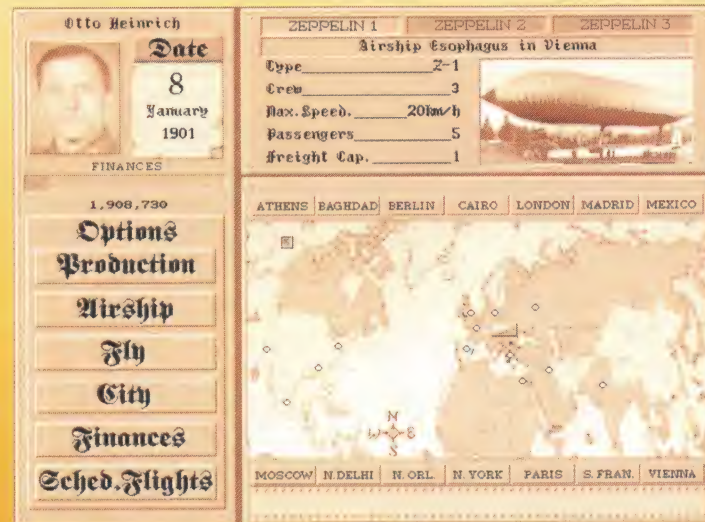 Otto Heinrich
Date
8
January
1901
FINANCES
1,908,730
Options
Production
Airship
Fly
City
Finances
Sched.Flights
ZEPPELIN 1 ZEPPELIN 2 ZEPPELIN 3
Airship Esophagus in Vienna
Type Z-1
Crew 3
Max.Speed. 20km/h
Passengers 5
Freight Cap. 1
ATHENS BAGHDAD BERLIN CAIRO LONDON MADRID MEXICO
N
W E
S
MOSCOW N.DELHI N. ORL. N. YORK PARIS S. FRAN. VIENNA